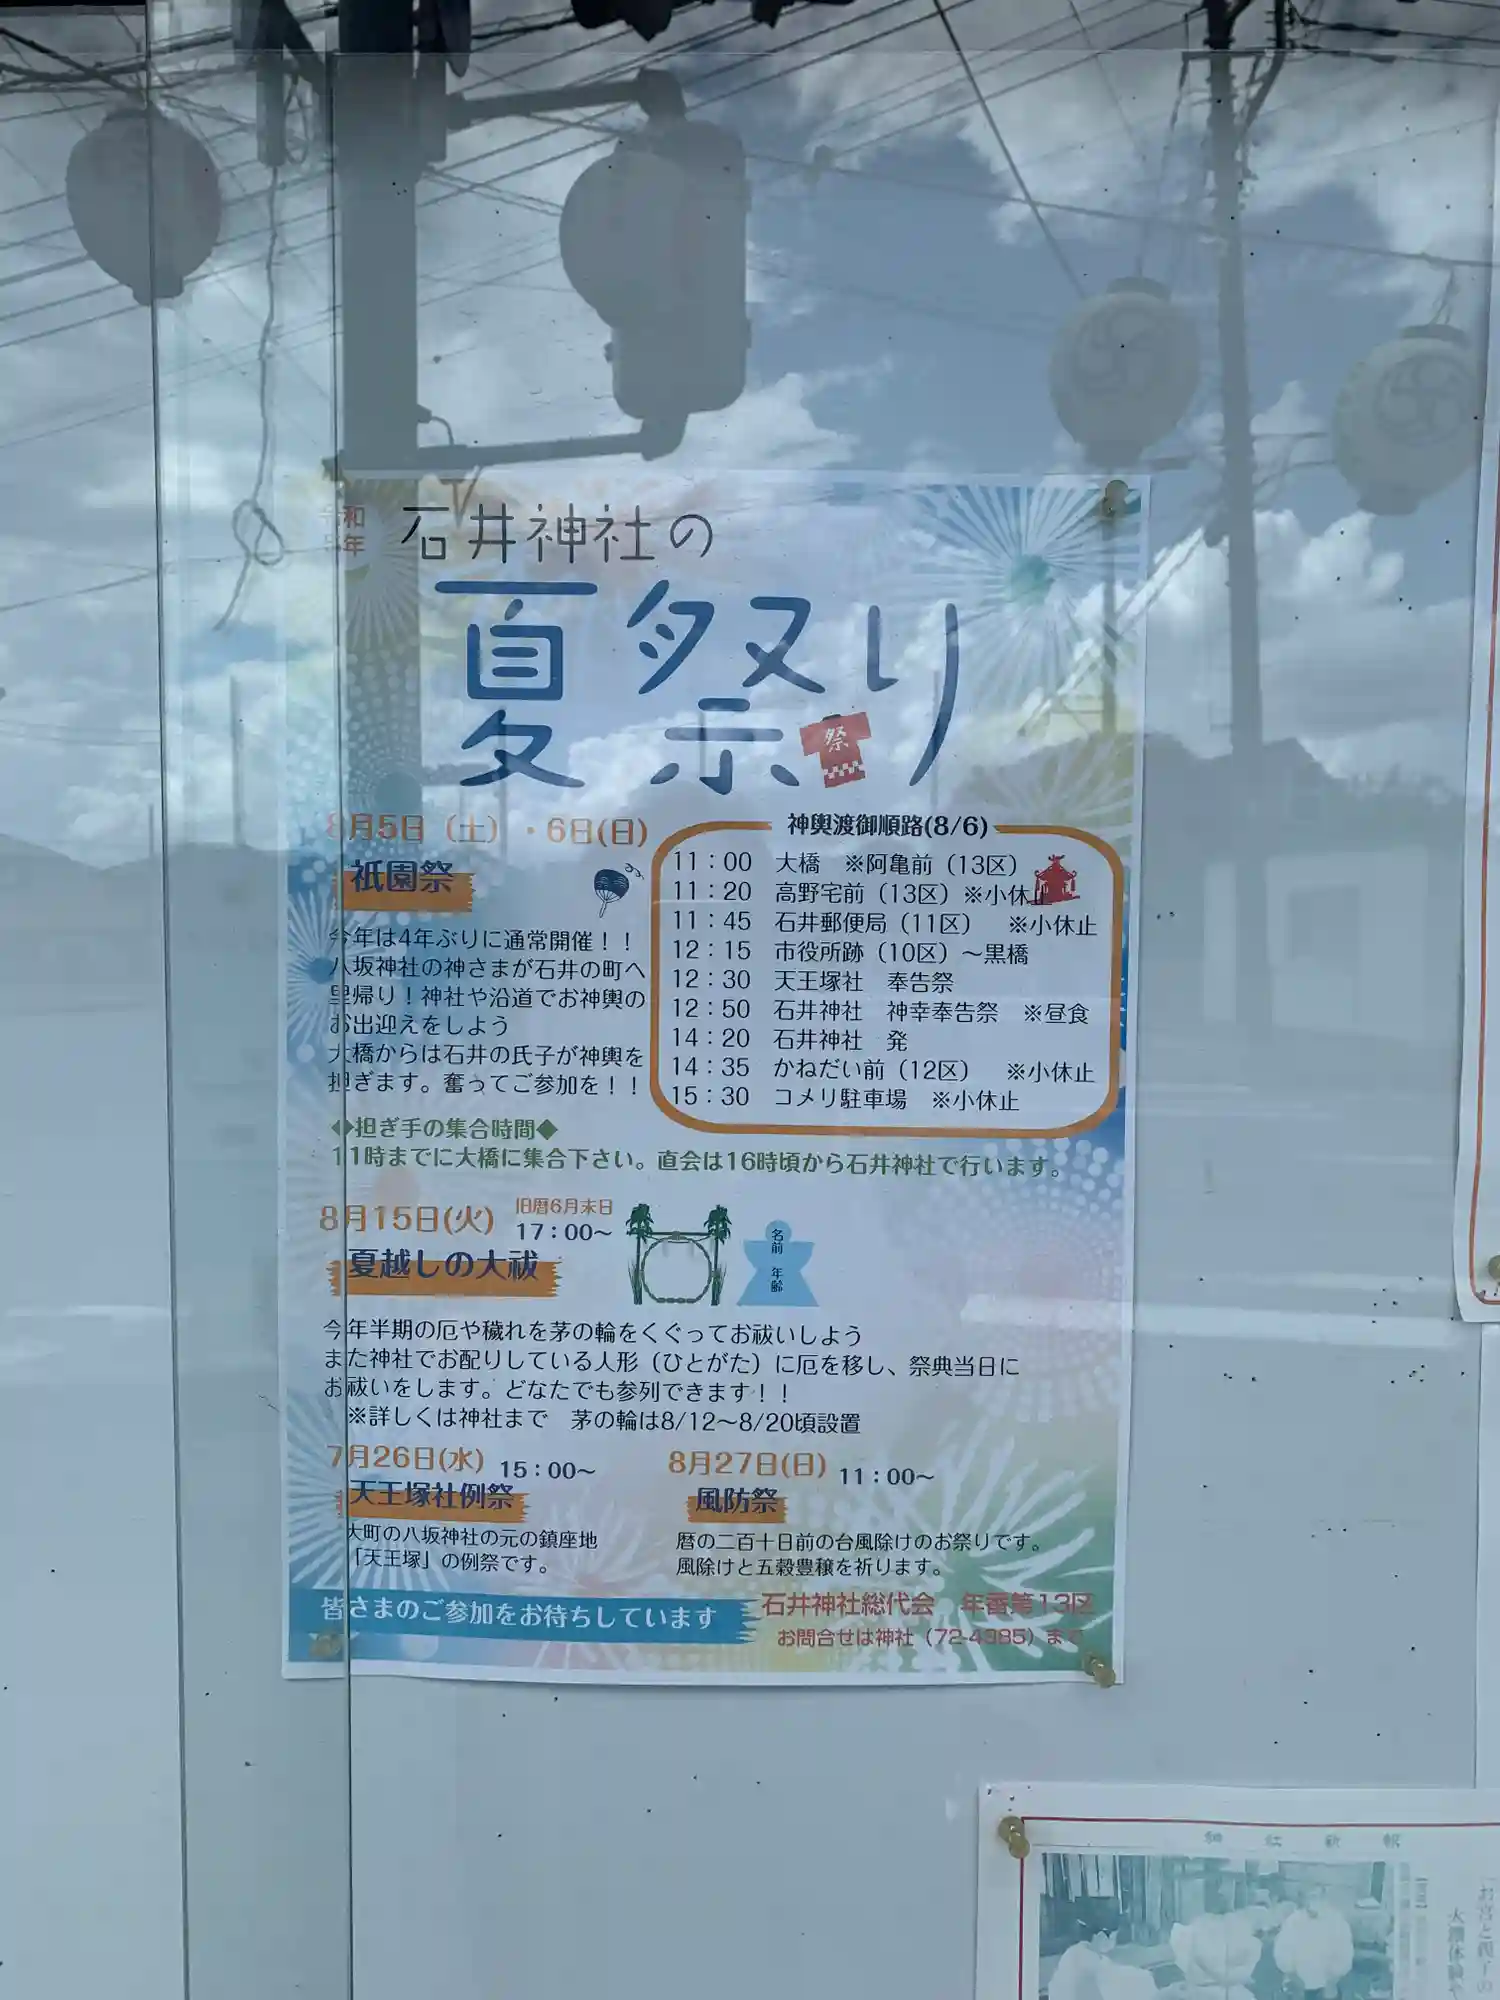 令和
5年
石井神社の
夏祭り
祭
8月5日（土）・6日(日)
祇園祭
今年は4年ぶりに通常開催！！
八坂神社の神さまが石井の町へ
里帰り！神社や沿道でお神輿の
お出迎えをしよう
大橋からは石井の氏子が神輿を
担ぎます。奮ってご参加を！！
神輿渡御順路(8/6)
11：00　大橋　※阿亀前（13区）
11：20　高野宅前（13区）※小休止
11：45　石井郵便局（11区）　※小休止
12：15　市役所跡（10区）～黒橋
12：30　天王塚社　奉告祭
12：50　石井神社　神幸奉告祭　※昼食
14：20　石井神社　発
14：35　かねだい前（12区）　※小休止
15：30　コメリ駐車場　※小休止
◆担ぎ手の集合時間◆
11時までに大橋に集合下さい。直会は16時頃から石井神社で行います。
8月15日(火)
旧暦6月末日
17：00～
夏越しの大祓
名前　年齢
今年半期の厄や穢れを茅の輪をくぐってお祓いしよう
また神社でお配りしている人形（ひとがた）に厄を移し、祭典当日に
お祓いをします。どなたでも参列できます！！
※詳しくは神社まで　茅の輪は8/12～8/20頃設置
7月26日(水) 15：00～
天王塚社例祭
大町の八坂神社の元の鎮座地
「天王塚」の例祭です。
8月27日(日) 11：00～
風防祭
暦の二百十日前の台風除けのお祭りです。
風除けと五穀豊穣を祈ります。
皆さまのご参加をお待ちしています
石井神社総代会　年番第13区
お問合せは神社（72-4385）まで
神社新報